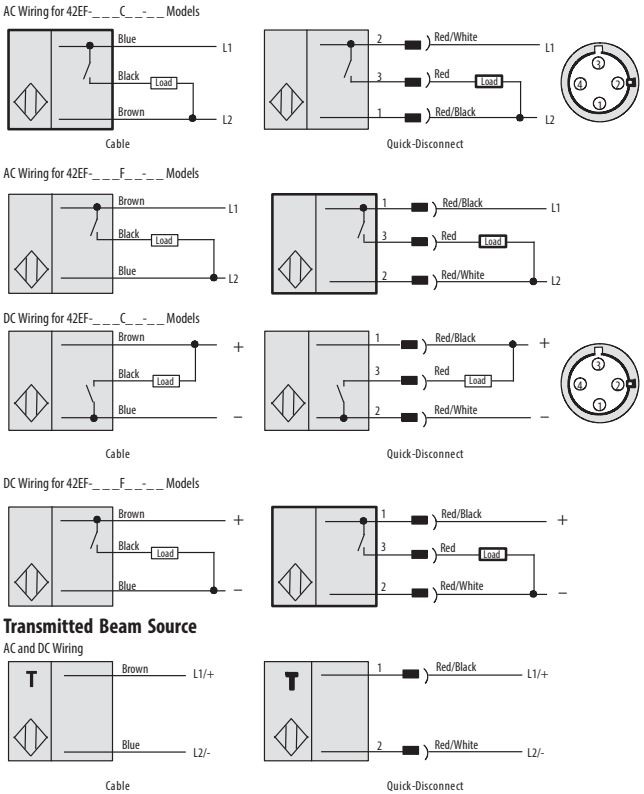 AC Wiring for 42EF-_ _ _C_ _-_ _ Models
Blue
L1
Black
Load
Brown
L2
Cable
2
Red/White
L1
3
Red
Load
1
Red/Black
L2
Quick-Disconnect
3
4
2
1
AC Wiring for 42EF-_ _ _F_ _-_ _ Models
Brown
L1
Black
Load
Blue
L2
1
Red/Black
L1
3
Red
Load
2
Red/White
L2
DC Wiring for 42EF-_ _ _C_ _-_ _ Models
Brown
+
Black
Load
Blue
–
Cable
1
Red/Black
+
3
Red
Load
2
Red/White
–
Quick-Disconnect
3
4
2
1
DC Wiring for 42EF-_ _ _F_ _-_ _ Models
Brown
+
Black
Load
Blue
–
1
Red/Black
+
3
Red
Load
2
Red/White
–
Transmitted Beam Source
AC and DC Wiring
T
Brown
L1/+
Blue
L2/-
Cable
T
1
Red/Black
L1/+
2
Red/White
L2/-
Quick-Disconnect